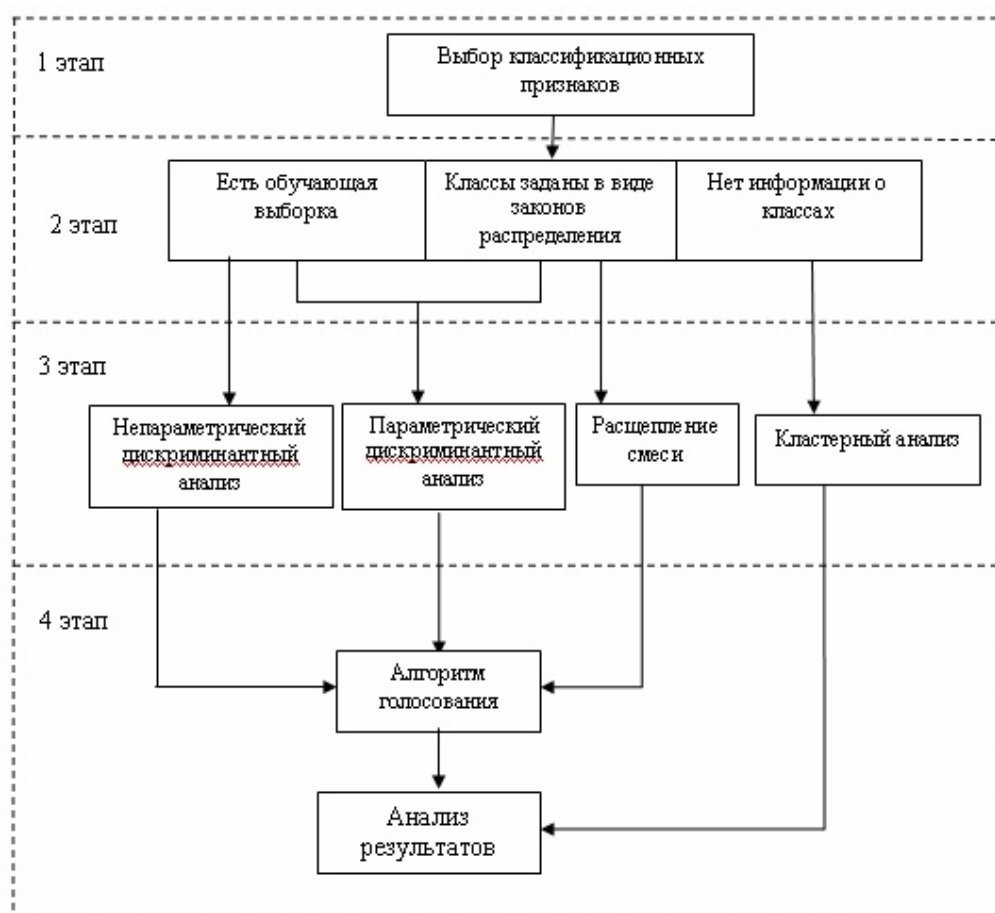 1 этап
Выбор классификационных
признаков
2 этап
Есть обучающая
выборка
Классы заданы в виде
законов
распределения
Нет информации о
классах
3 этап
Непараметрический
дискриминантный
анализ
Параметрический
дискриминантный
анализ
Расщепление
смеси
Кластерный анализ
4 этап
Алгоритм
голосования
Анализ
результатов